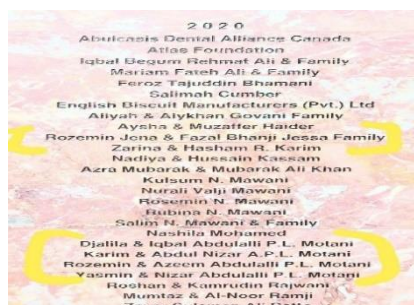 2020
Abulcasis Dental Alliance Canada
Atlas Foundation
Iqbal Begum Rehmat Ali & Family
Mariam Fateh Ali & Family
Feroz Tajuddin Bhamani
Salimah Cumber
English Biscuit Manufacturers (Pvt.) Ltd
Aliyah & Alykhan Govani Family
Aysha & Muzaffer Haider
Rozemin Jena & Fazal Bhanji Jessa Family
Zarina & Hasham R. Karim
Nadiya & Hussain Kassam
Azra Mubarak & Mubarak Ali Khan
Kulsum N. Mawani
Nurali Valji Mawani
Rosemin N. Mawani
Rubina N. Mawani
Salim N. Mawani & Family
Nashila Mohamed
Djalila & Iqbal Abdulalli P.L. Motani
Karim & Abdul Nizar A.P.L. Motani
Rozemin & Azeem Abdulalli P.L. Motani
Yasmin & Nizar Abdulalli P.L. Motani
Roshan & Kamrudin Rajwani
Mumtaz & Al-Noor Ramji